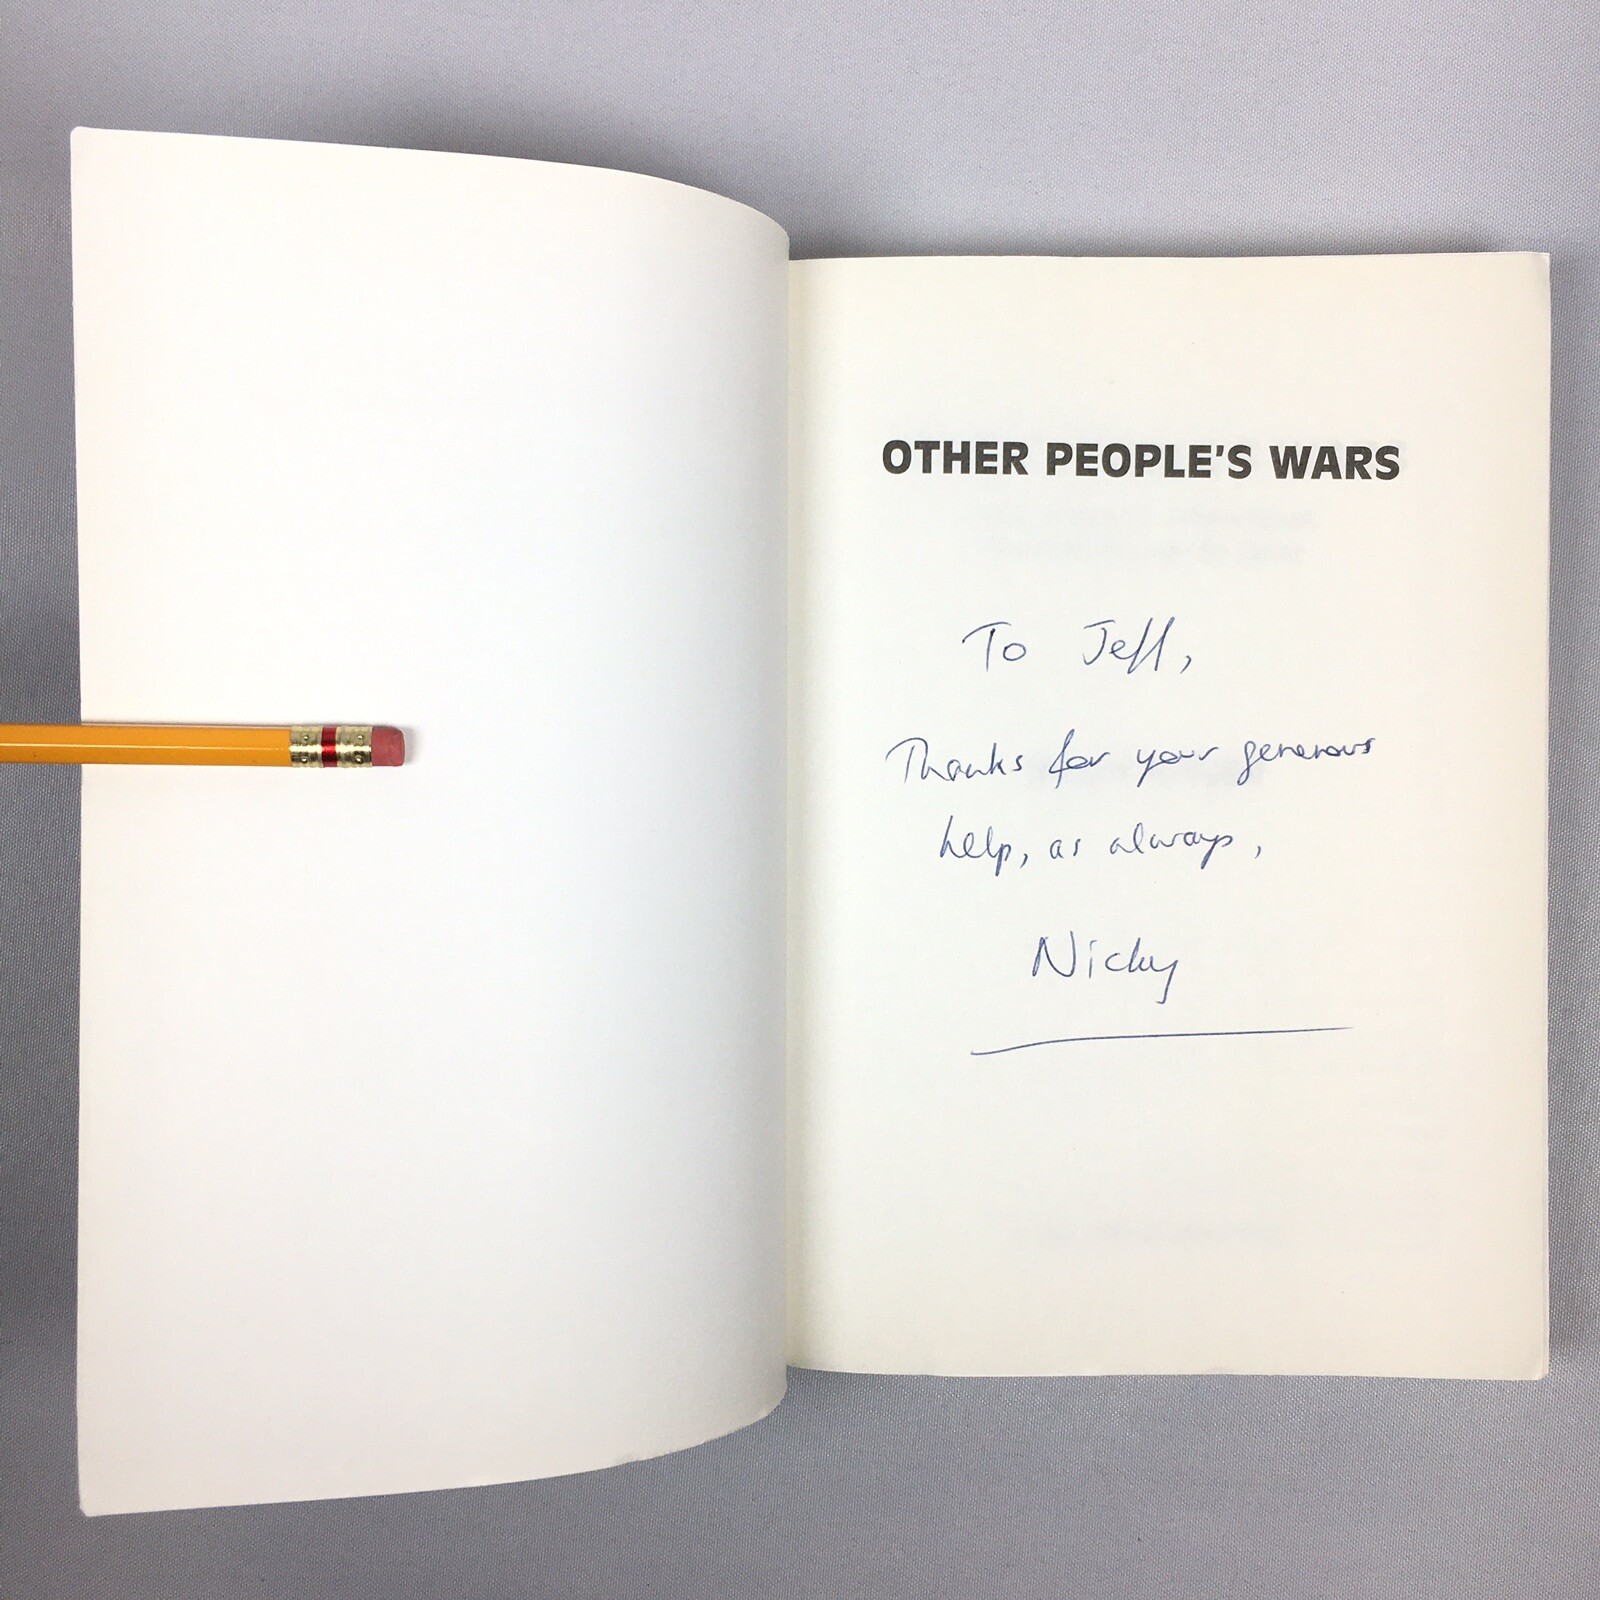 OTHER PEOPLE'S WARS
To Jeff,
Thanks for your generous
help, as always,
Nicky